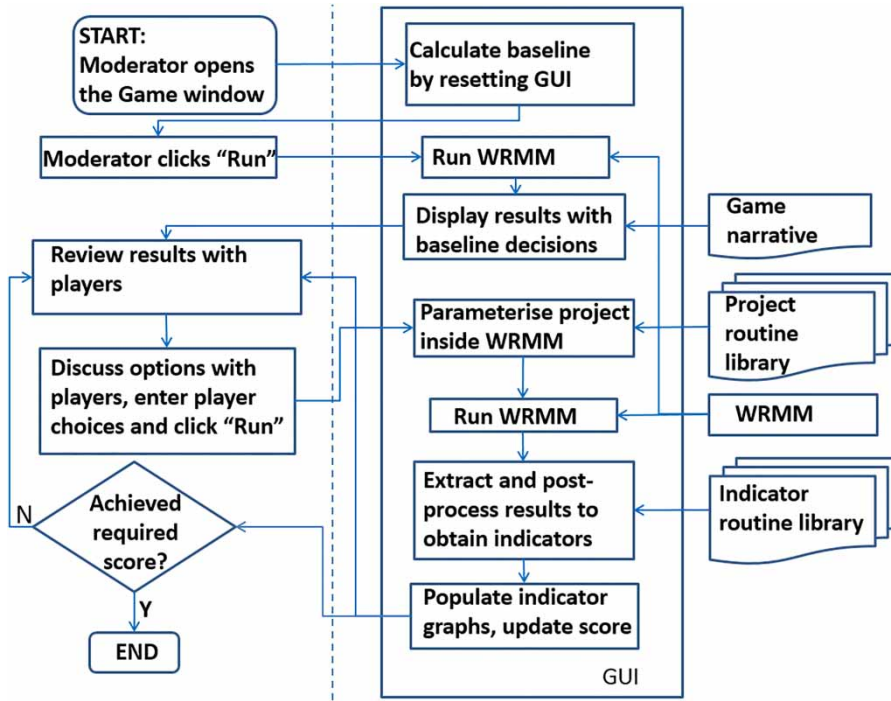 START:
Moderator opens
the Game window
Calculate baseline
by resetting GUI
Moderator clicks “Run”
Run WRMM
Display results with
baseline decisions
Game
narrative
Review results with
players
Parameterise project
inside WRMM
Project
routine
library
Discuss options with
players, enter player
choices and click “Run”
Run WRMM
WRMM
Extract and post-
process results to
obtain indicators
Indicator
routine library
N
Achieved
required
score?
Y
Populate indicator
graphs, update score
END
GUI